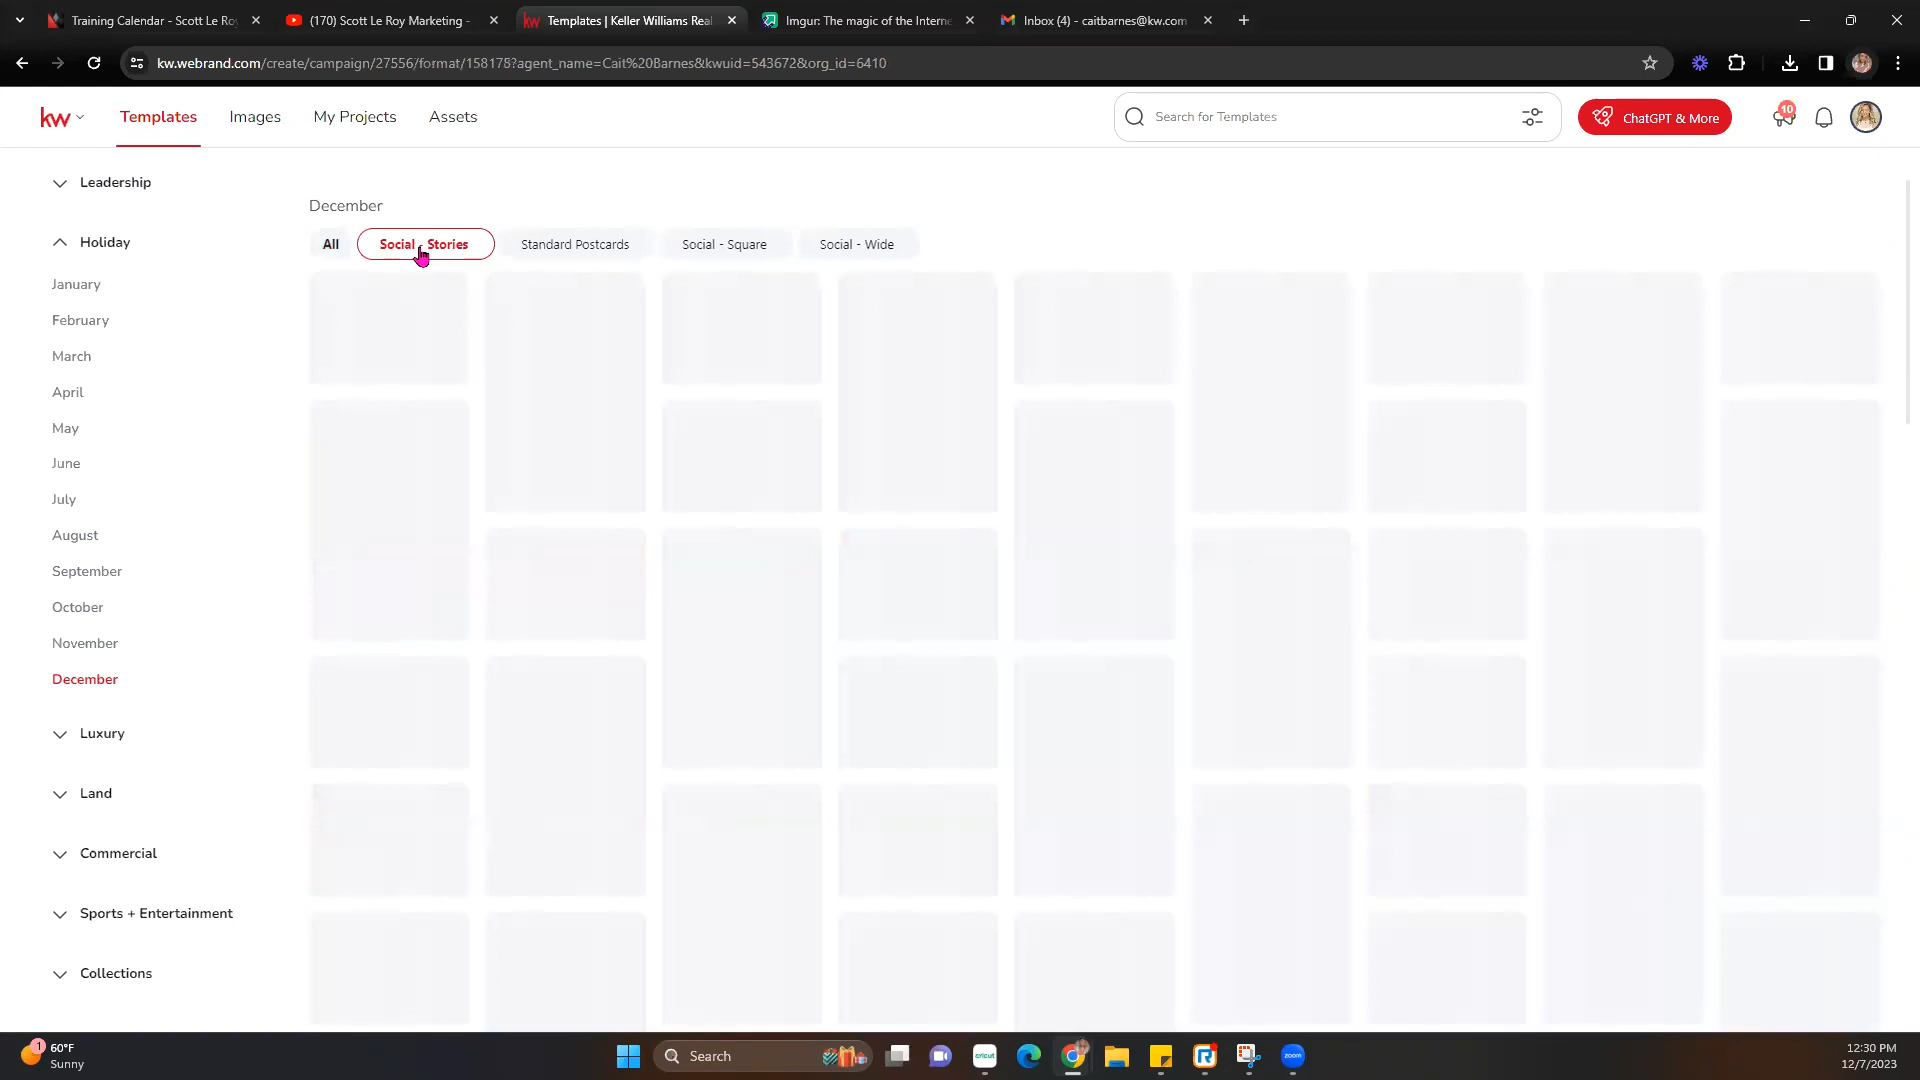 Training Calendar - Scott Le Ro
(170) Scott Le Roy Marketing -
Templates | Keller Williams Real
Imgur: The magic of the Interne
Inbox (4) - caitbarnes@kw.com
kw.webrand.com/create/campaign/27556/format/158178?agent_name=Cait%20Barnes&kwuid=543672&org_id=6410
kw
Templates
Images
My Projects
Assets
Search for Templates
ChatGPT & More
10
Leadership
Holiday
January
February
March
April
May
June
July
August
September
October
November
December
Luxury
Land
Commercial
Sports + Entertainment
Collections
December
All
Social - Stories
Standard Postcards
Social - Square
Social - Wide
1
60°F
Sunny
Search
cricut
zoom
12:30 PM
12/7/2023